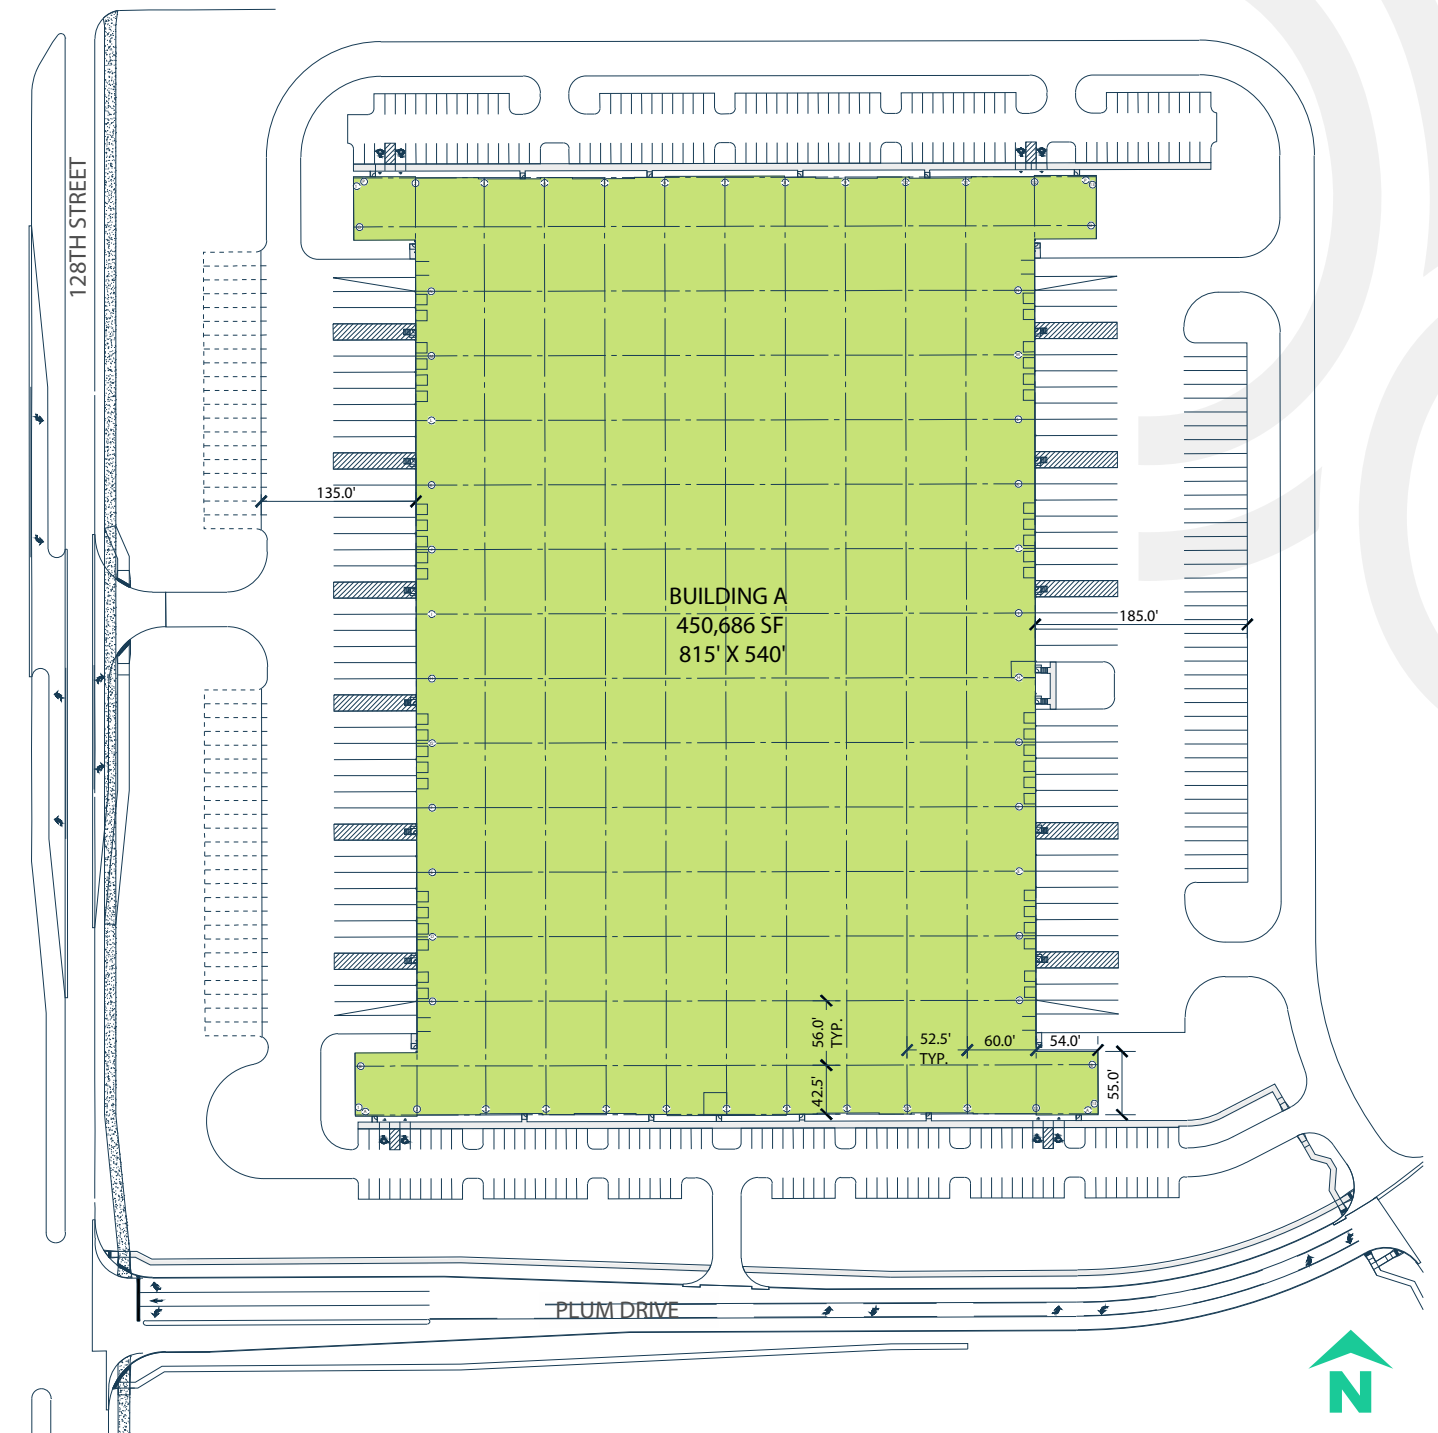 128TH STREET
135.0'
BUILDING A
450,686 SF
815' X 540'
185.0'
56.0'
TYP.
52.5'
TYP.
60.0'
54.0'
42.5'
55.0'
PLUM DRIVE
N